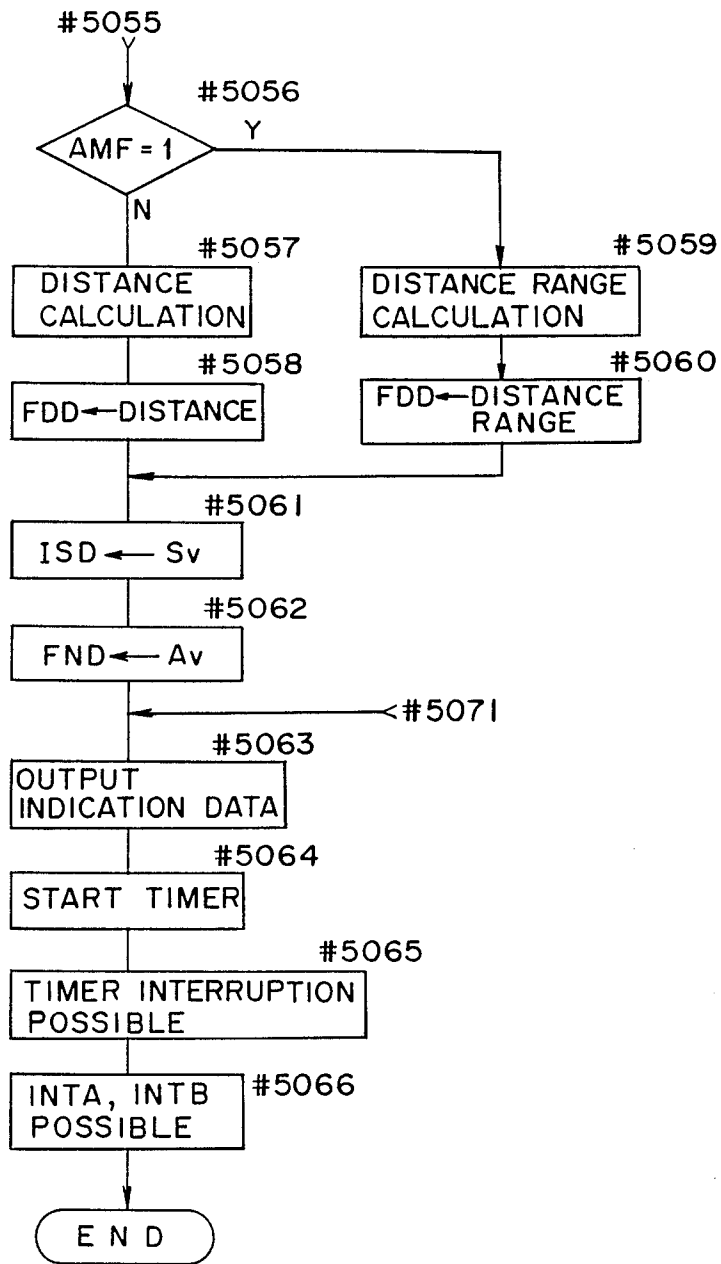 #5055
#5056
AMF = 1
Y
N
#5057
DISTANCE
CALCULATION
#5059
DISTANCE RANGE
CALCULATION
#5058
FDD←DISTANCE
#5060
FDD←DISTANCE
RANGE
#5061
ISD ← Sv
#5062
FND ← Av
#5071
#5063
OUTPUT
INDICATION DATA
#5064
START TIMER
#5065
TIMER INTERRUPTION
POSSIBLE
#5066
INTA, INTB
POSSIBLE
END